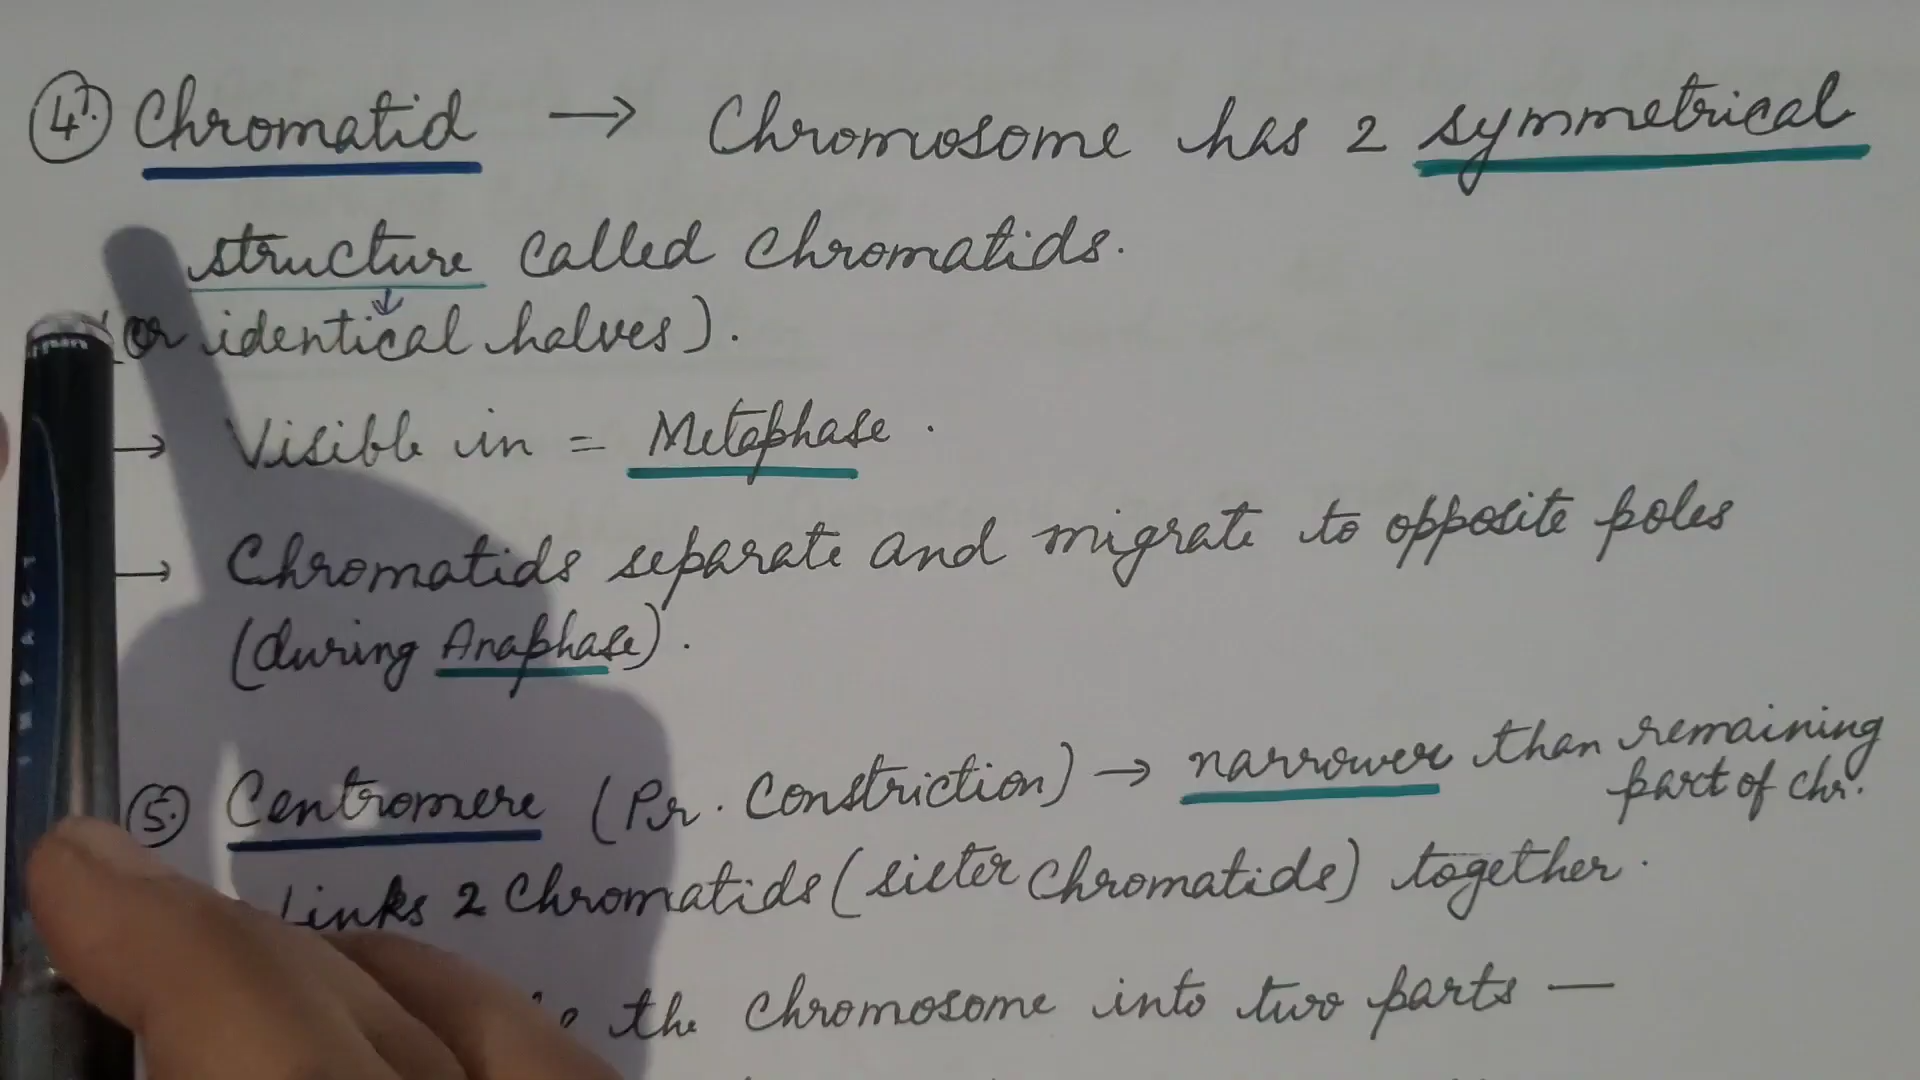 4. Chromatid → Chromosome has 2 symmetrical
structure called chromatids.
(or identical halves).
→ Visible in = Metaphase.
→ Chromatids separate and migrate to opposite poles
(during Anaphase).
5. Centromere (Pr. Constriction) → narrower than remaining
part of chr.
Links 2 Chromatids (sister chromatids) together.
the chromosome into two parts —
IMPACT